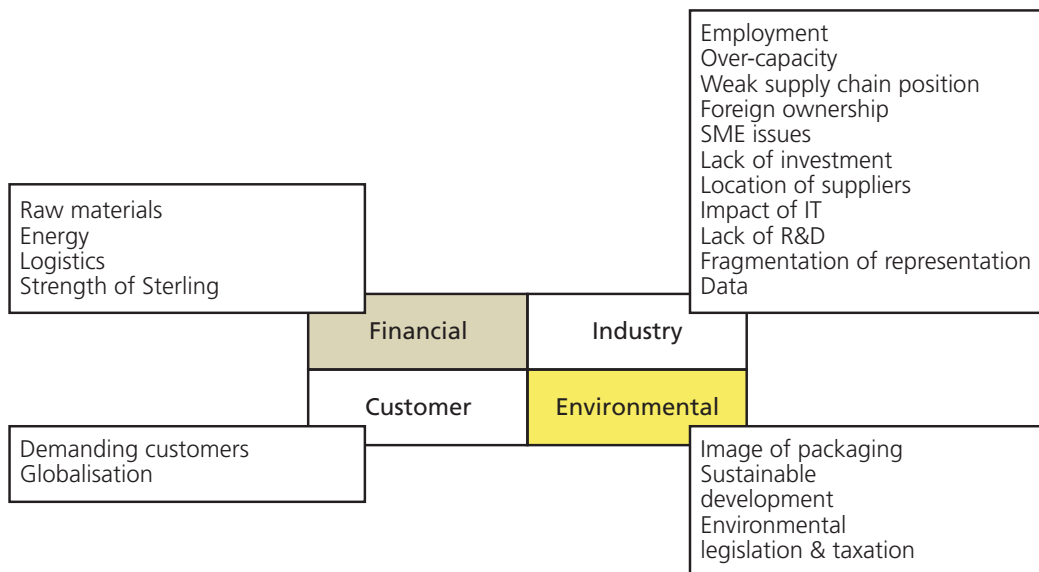 Employment
Over-capacity
Weak supply chain position
Foreign ownership
SME issues
Lack of investment
Location of suppliers
Impact of IT
Lack of R&D
Fragmentation of representation
Data
Raw materials
Energy
Logistics
Strength of Sterling
Financial
Industry
Customer
Environmental
Demanding customers
Globalisation
Image of packaging
Sustainable
development
Environmental
legislation & taxation